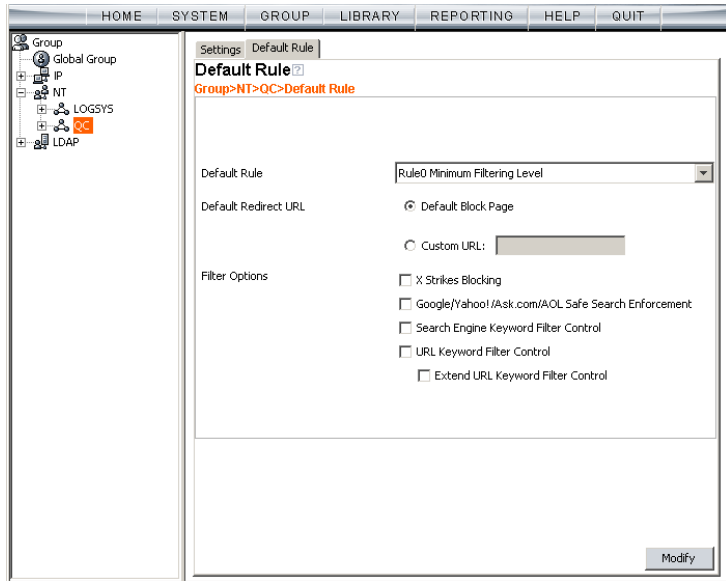 HOME SYSTEM GROUP LIBRARY REPORTING HELP QUIT
Group
Global Group
IP
NT
LOGSYS
QC
LDAP
Settings Default Rule
Default Rule ?
Group>NT>QC>Default Rule
Default Rule Rule0 Minimum Filtering Level
Default Redirect URL Default Block Page
Custom URL:
Filter Options X Strikes Blocking
Google/Yahoo!/Ask.com/AOL Safe Search Enforcement
Search Engine Keyword Filter Control
URL Keyword Filter Control
Extend URL Keyword Filter Control
Modify